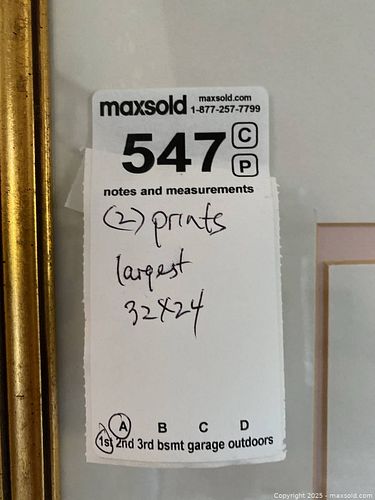 maxsold maxsold.com
1-877-257-7799
547 C
P
notes and measurements
(2) prints
largest
32x24
A B C D
1st 2nd 3rd bsmt garage outdoors
Copyright 2025 - maxsold.com